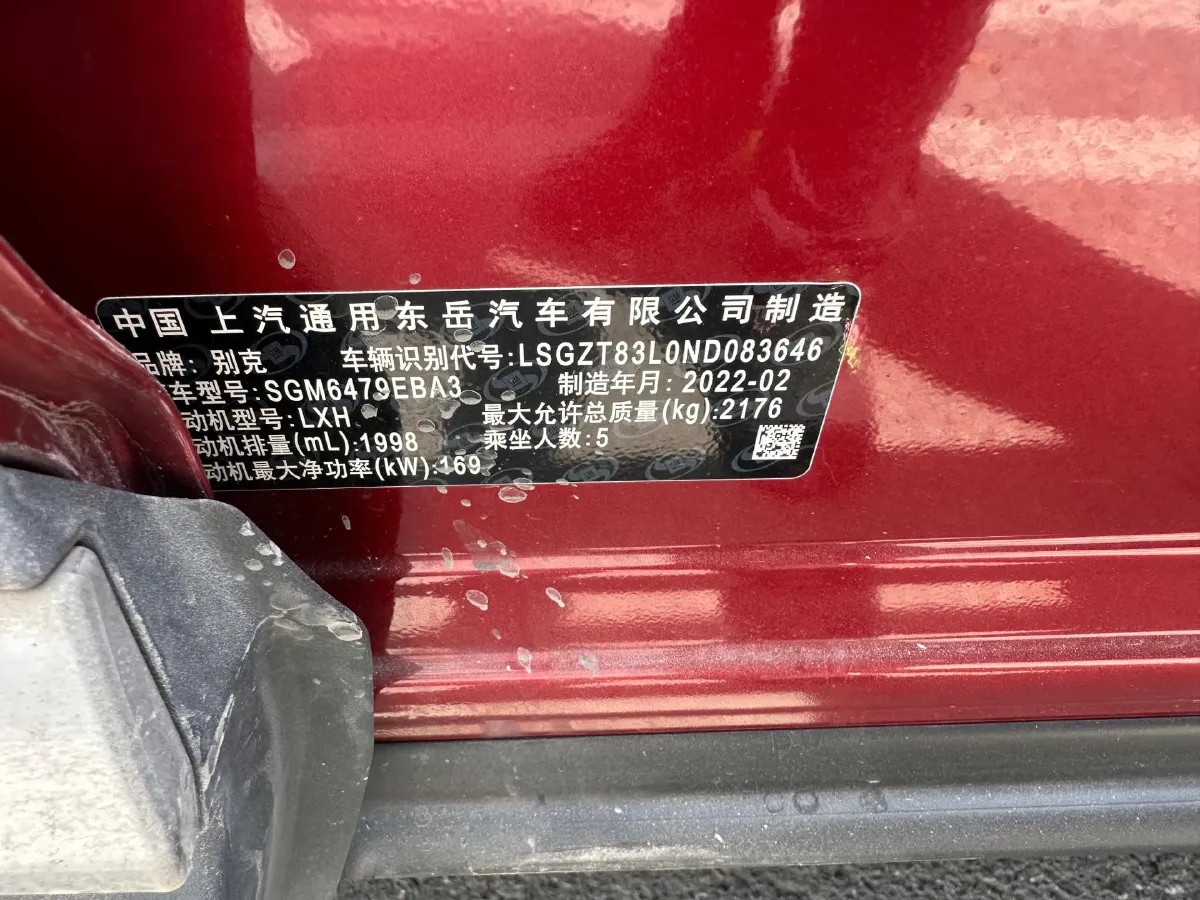 中国 上汽通用东岳汽车有限公司制造
品牌: 别克 车辆识别代号:LSGZT83L0ND083646
车型号:SGM6479EBA3 制造年月: 2022-02
动机型号:LXH 最大允许总质量(kg):2176
动机排量(mL):1998 乘坐人数:5
动机最大净功率(kW):169